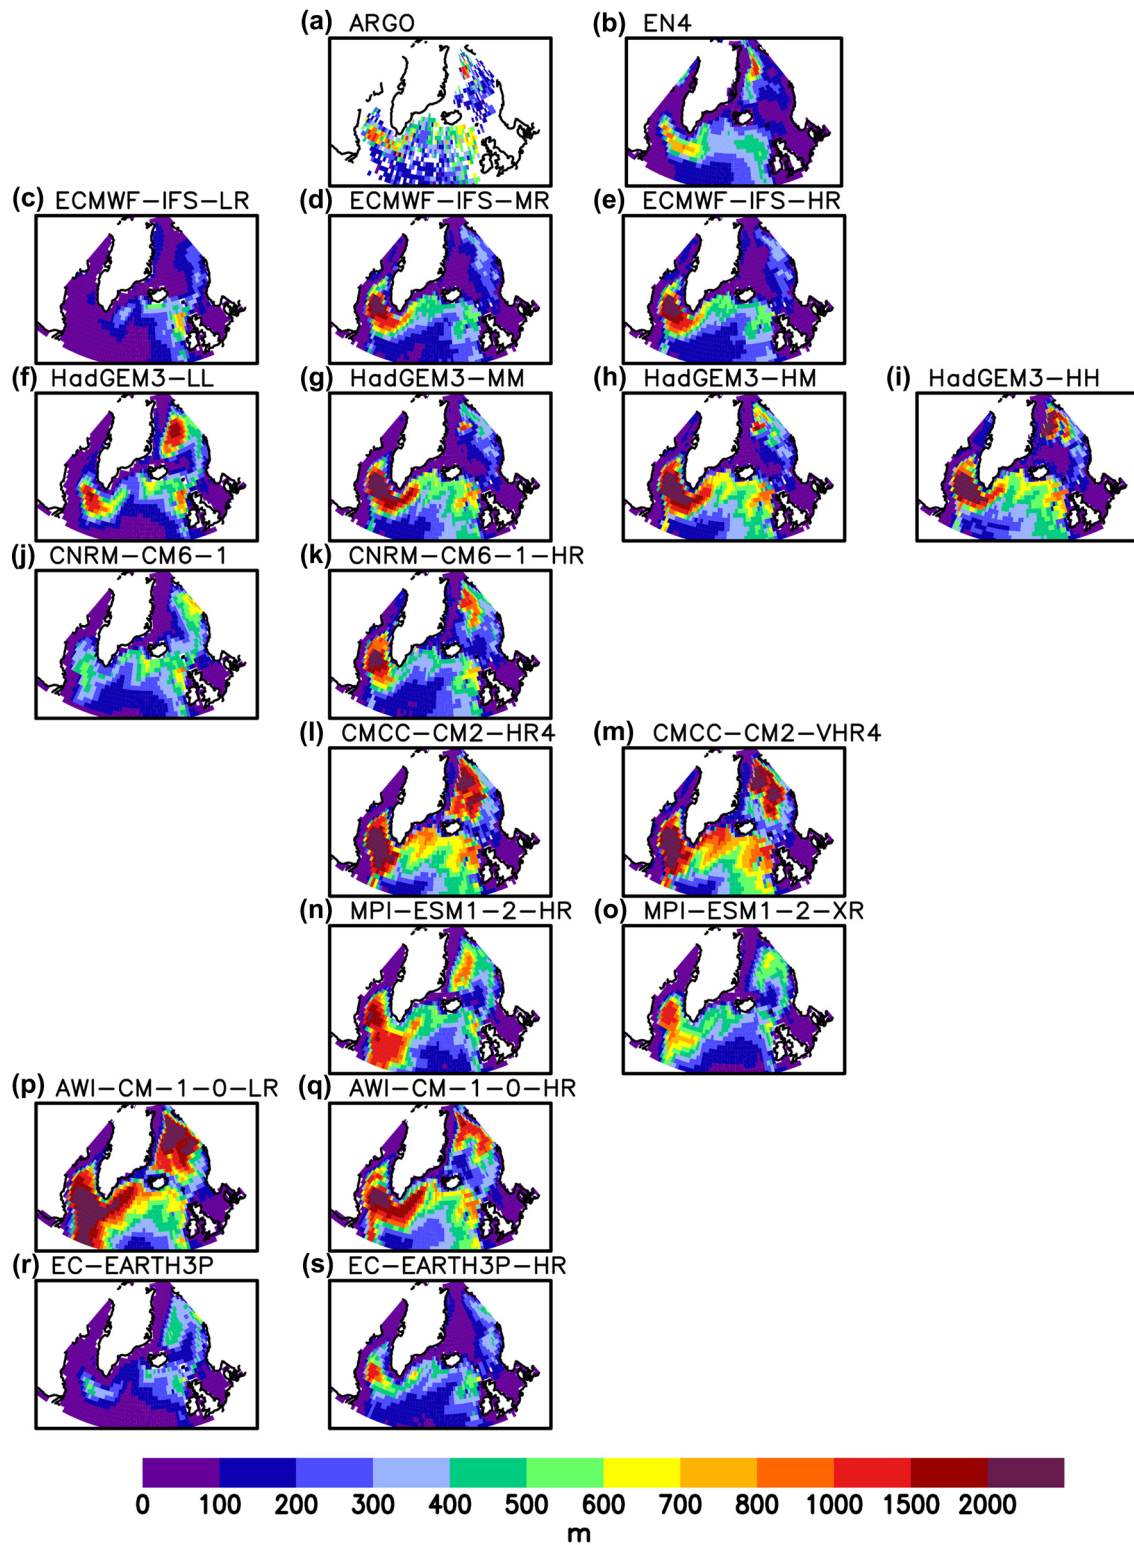 (a) ARGO
(b) EN4
(c) ECMWF-IFS-LR
(d) ECMWF-IFS-MR
(e) ECMWF-IFS-HR
(f) HadGEM3-LL
(g) HadGEM3-MM
(h) HadGEM3-HM
(i) HadGEM3-HH
(j) CNRM-CM6-1
(k) CNRM-CM6-1-HR
(l) CMCC-CM2-HR4
(m) CMCC-CM2-VHR4
(n) MPI-ESM1-2-HR
(o) MPI-ESM1-2-XR
(p) AWI-CM-1-0-LR
(q) AWI-CM-1-0-HR
(r) EC-EARTH3P
(s) EC-EARTH3P-HR
0 100 200 300 400 500 600 700 800 1000 1500 2000
m